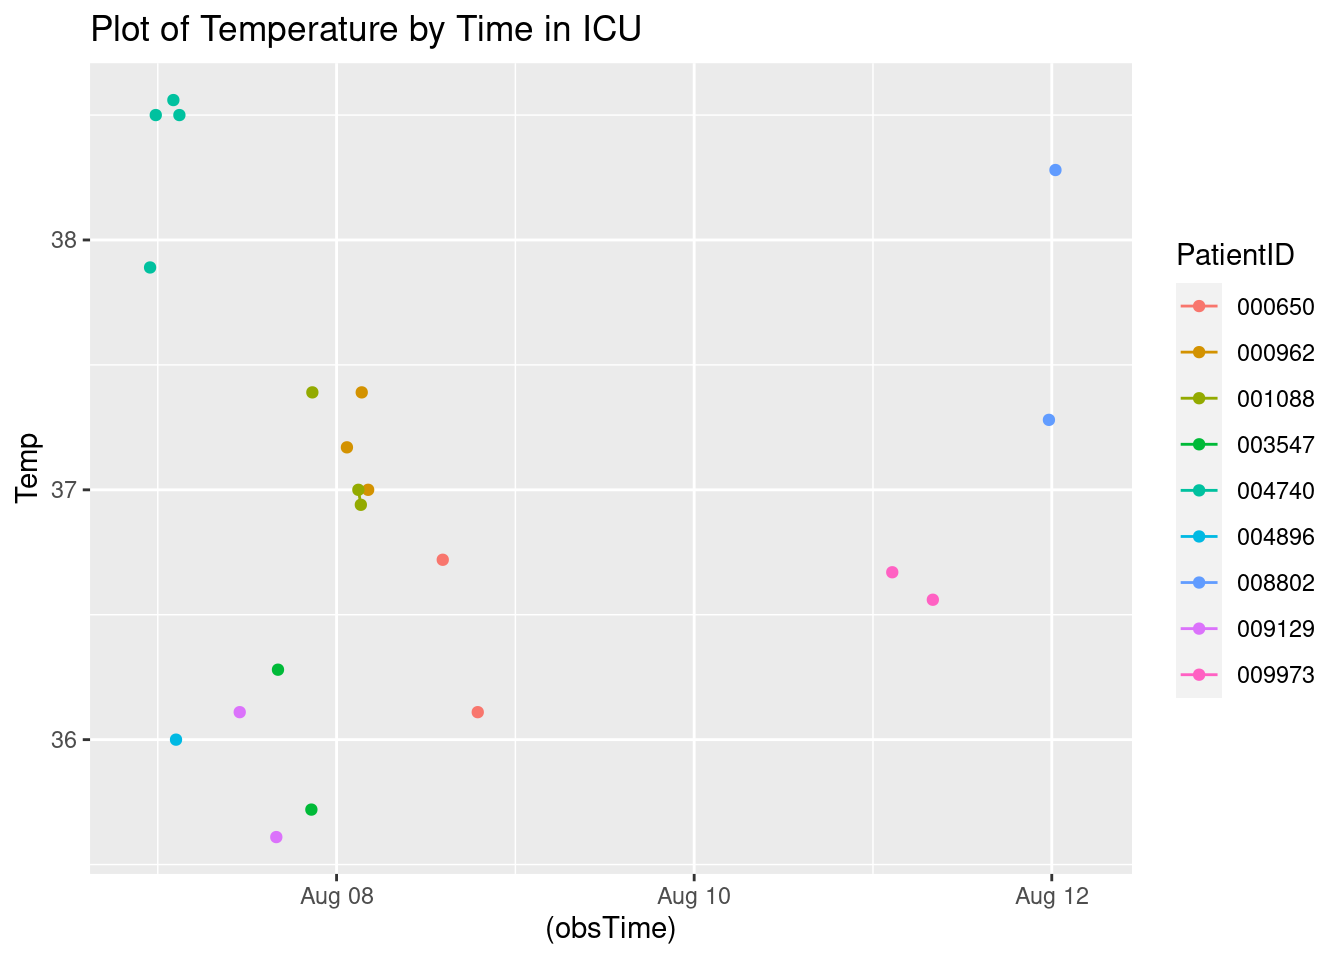 Plot of Temperature by Time in ICU
Temp
38
37
36
Aug 08
Aug 10
Aug 12
(obsTime)
PatientID
000650
000962
001088
003547
004740
004896
008802
009129
009973